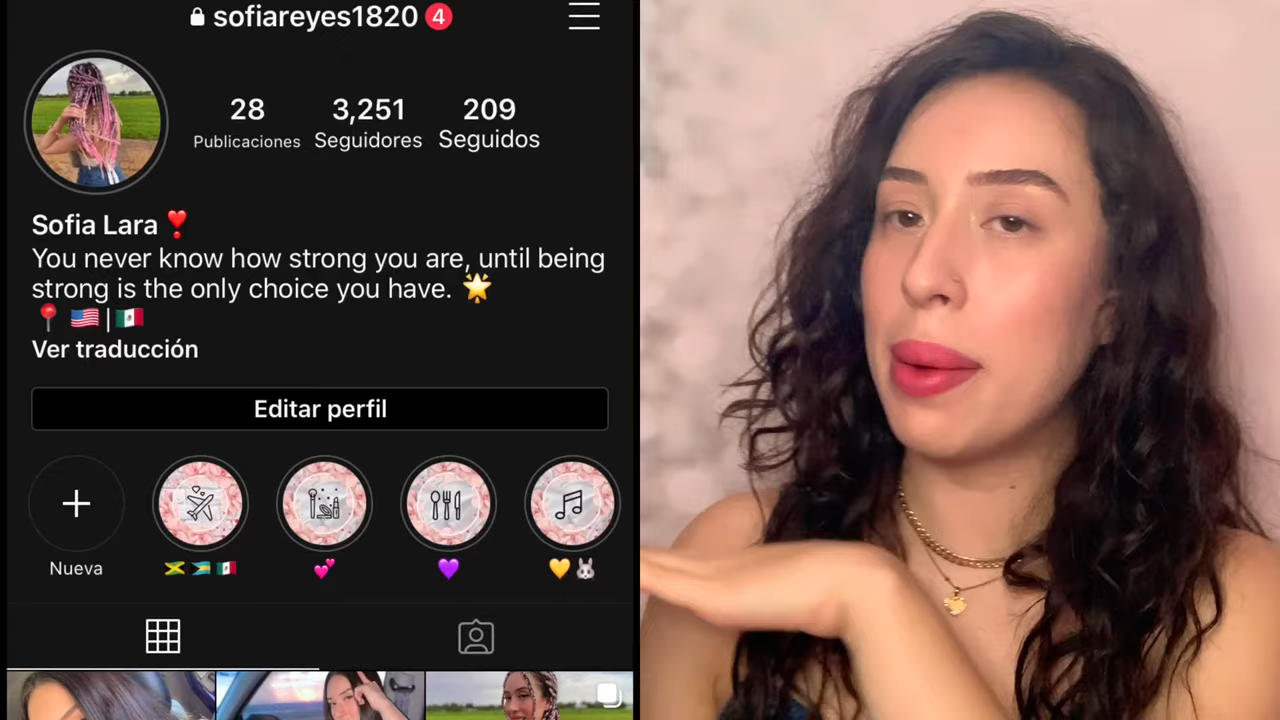 sofiareyes1820 4
28 3,251 209
Publicaciones Seguidores Seguidos
Sofia Lara
You never know how strong you are, until being
strong is the only choice you have.
|
Ver traducción
Editar perfil
Nueva